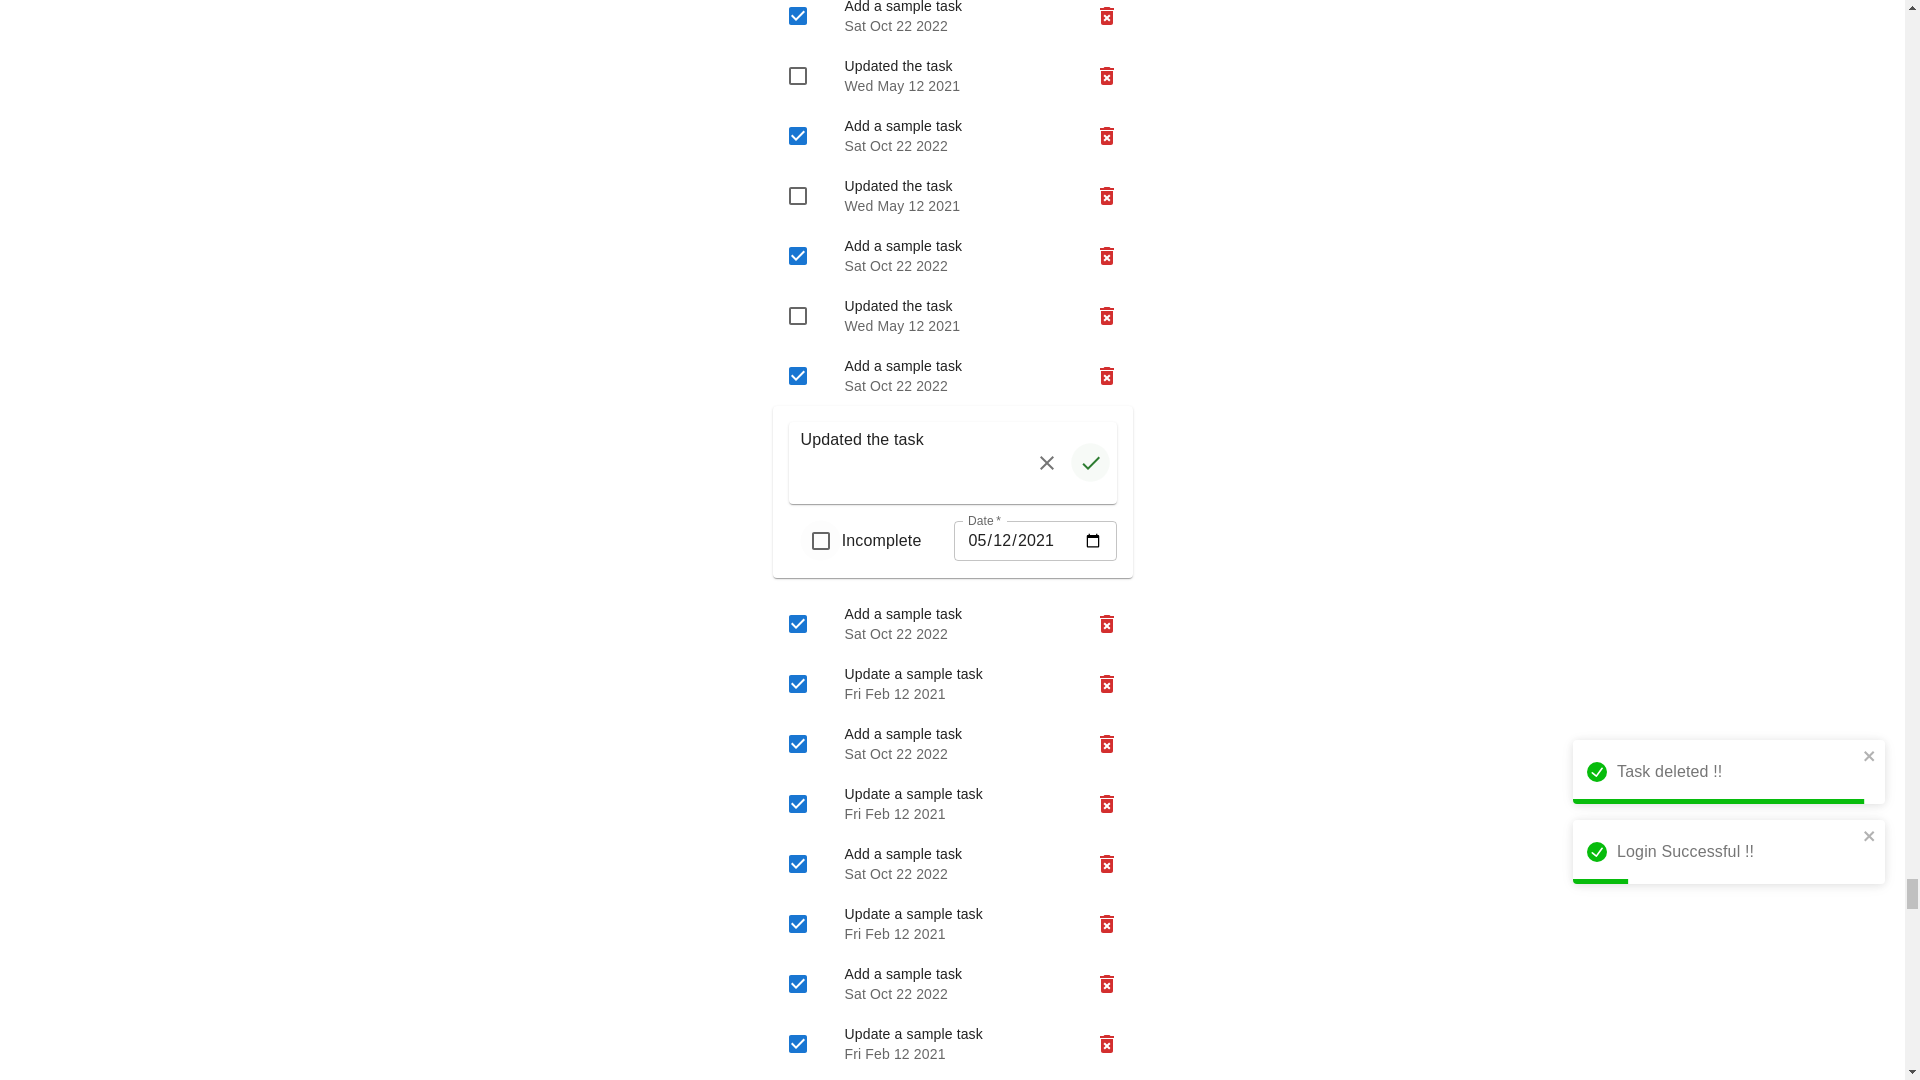 Add a sample task
Sat Oct 22 2022
Updated the task
Wed May 12 2021
Add a sample task
Sat Oct 22 2022
Updated the task
Wed May 12 2021
Add a sample task
Sat Oct 22 2022
Updated the task
Wed May 12 2021
Add a sample task
Sat Oct 22 2022
Updated the task
Incomplete
Date *
05/12/2021
Add a sample task
Sat Oct 22 2022
Update a sample task
Fri Feb 12 2021
Add a sample task
Sat Oct 22 2022
Update a sample task
Fri Feb 12 2021
Add a sample task
Sat Oct 22 2022
Update a sample task
Fri Feb 12 2021
Add a sample task
Sat Oct 22 2022
Update a sample task
Fri Feb 12 2021
Task deleted !!
Login Successful !!